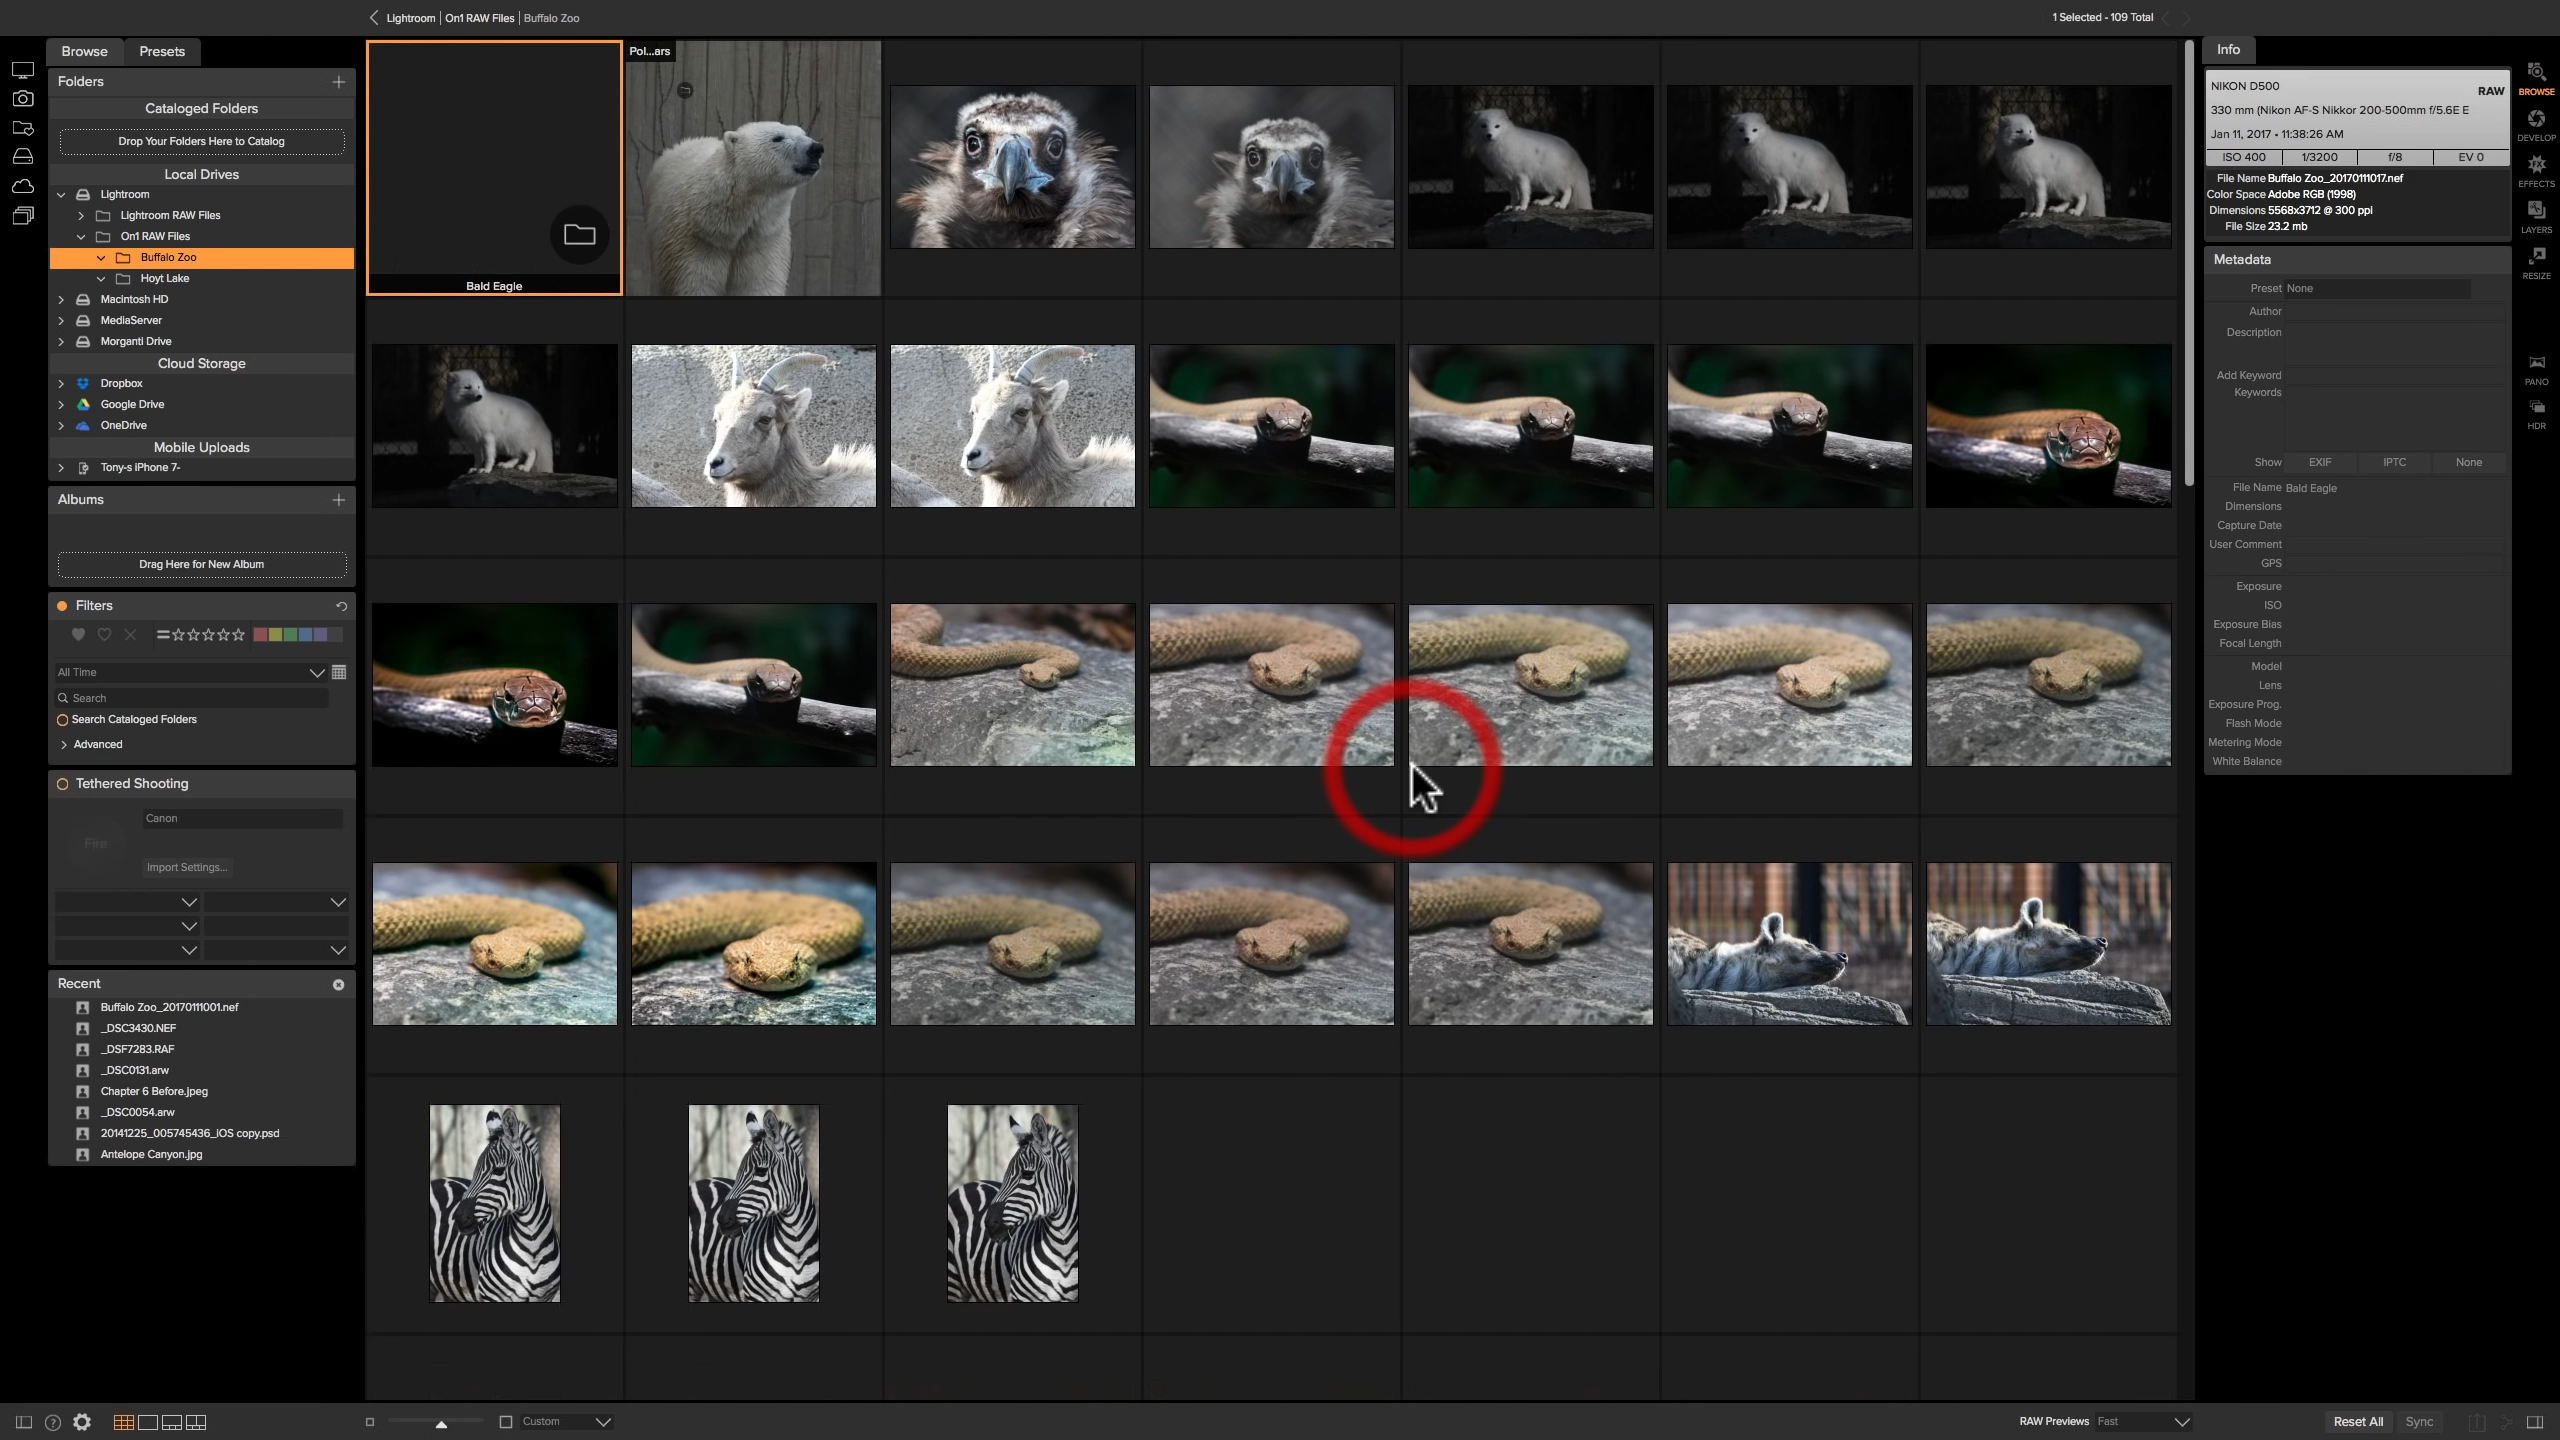 Lightroom | On1 RAW Files | Buffalo Zoo
1 Selected - 109 Total
Browse
Presets
Folders
Cataloged Folders
Drop Your Folders Here to Catalog
Local Drives
Lightroom
Lightroom RAW Files
On1 RAW Files
Buffalo Zoo
Hoyt Lake
Macintosh HD
MediaServer
Morganti Drive
Cloud Storage
Dropbox
Google Drive
OneDrive
Mobile Uploads
Tony-s iPhone 7-
Albums
Drag Here for New Album
Filters
All Time
Search
Search Cataloged Folders
Advanced
Tethered Shooting
Canon
Fire
Import Settings...
Recent
Buffalo Zoo_20170111001.nef
_DSC3430.NEF
_DSF7283.RAF
_DSC0131.arw
Chapter 6 Before.jpeg
_DSC0054.arw
20141225_005745436_iOS copy.psd
Antelope Canyon.jpg
Bald Eagle
Pol...ars
Info
NIKON D500
RAW
330 mm (Nikon AF-S Nikkor 200-500mm f/5.6E E
Jan 11, 2017 • 11:38:26 AM
ISO 400 1/3200 f/8 EV 0
File Name Buffalo Zoo_20170111017.nef
Color Space Adobe RGB (1998)
Dimensions 5568x3712 @ 300 ppi
File Size 23.2 mb
Metadata
Preset None
Author
Description
Add Keyword
Keywords
Show EXIF IPTC None
File Name Bald Eagle
Dimensions
Capture Date
User Comment
GPS
Exposure
ISO
Exposure Bias
Focal Length
Model
Lens
Exposure Prog.
Flash Mode
Metering Mode
White Balance
BROWSE
DEVELOP
EFFECTS
LAYERS
RESIZE
PANO
HDR
Custom
RAW Previews Fast
Reset All
Sync